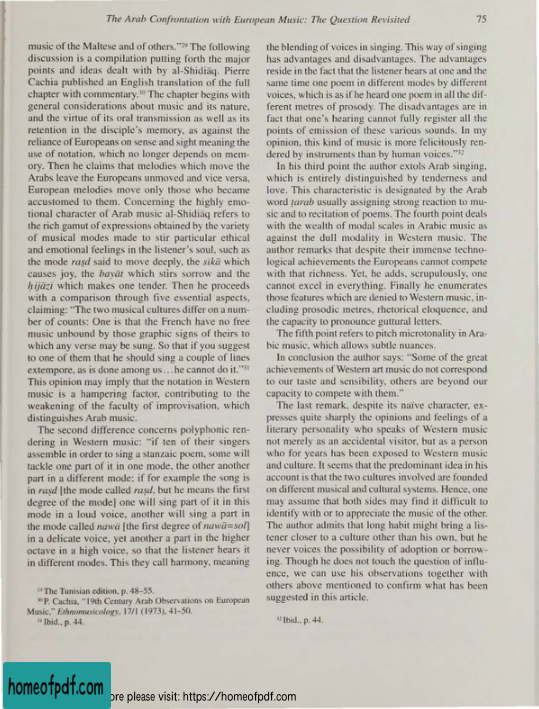 The Arab Confrontation with European Music: The Question Revisited 75
music of the Maltese and of others."²⁹ The following
discussion is a compilation putting forth the major
points and ideas dealt with by al-Shidiāq. Pierre
Cachia published an English translation of the full
chapter with commentary.³⁰ The chapter begins with
general considerations about music and its nature,
and the virtue of its oral transmission as well as its
retention in the disciple's memory, as against the
reliance of Europeans on sense and sight meaning the
use of notation, which no longer depends on mem-
ory. Then he claims that melodies which move the
Arabs leave the Europeans unmoved and vice versa,
European melodies move only those who became
accustomed to them. Concerning the highly emo-
tional character of Arab music al-Shidiāq refers to
the rich gamut of expressions obtained by the variety
of musical modes made to stir particular ethical
and emotional feelings in the listener's soul, such as
the mode raṣd said to move deeply, the sikā which
causes joy, the bayāt which stirs sorrow and the
ḥijāzi which makes one tender. Then he proceeds
with a comparison through five essential aspects,
claiming: "The two musical cultures differ on a num-
ber of counts: One is that the French have no free
music unbound by those graphic signs of theirs to
which any verse may be sung. So that if you suggest
to one of them that he should sing a couple of lines
extempore, as is done among us…he cannot do it."³¹
This opinion may imply that the notation in Western
music is a hampering factor, contributing to the
weakening of the faculty of improvisation, which
distinguishes Arab music.
The second difference concerns polyphonic ren-
dering in Western music: "if ten of their singers
assemble in order to sing a stanzaic poem, some will
tackle one part of it in one mode, the other another
part in a different mode; if for example the song is
in raṣd [the mode called raṣd, but he means the first
degree of the mode] one will sing part of it in this
mode in a loud voice, another will sing a part in
the mode called nawā [the first degree of nawā=sol]
in a delicate voice, yet another a part in the higher
octave in a high voice, so that the listener hears it
in different modes. This they call harmony, meaning
²⁹ The Tunisian edition, p. 48–55.
³⁰ P. Cachia, "19th Century Arab Observations on European
Music," Ethnomusicology, 17/1 (1973), 41–50.
³¹ Ibid., p. 44.
the blending of voices in singing. This way of singing
has advantages and disadvantages. The advantages
reside in the fact that the listener hears at one and the
same time one poem in different modes by different
voices, which is as if he heard one poem in all the dif-
ferent metres of prosody. The disadvantages are in
fact that one's hearing cannot fully register all the
points of emission of these various sounds. In my
opinion, this kind of music is more felicitously ren-
dered by instruments than by human voices."³²
In his third point the author extols Arab singing,
which is entirely distinguished by tenderness and
love. This characteristic is designated by the Arab
word ṭarab usually assigning strong reaction to mu-
sic and to recitation of poems. The fourth point deals
with the wealth of modal scales in Arabic music as
against the dull modality in Western music. The
author remarks that despite their immense techno-
logical achievements the Europeans cannot compete
with that richness. Yet, he adds, scrupulously, one
cannot excel in everything. Finally he enumerates
those features which are denied to Western music, in-
cluding prosodic metres, rhetorical eloquence, and
the capacity to pronounce guttural letters.
The fifth point refers to pitch microtonality in Ara-
bic music, which allows subtle nuances.
In conclusion the author says: "Some of the great
achievements of Western art music do not correspond
to our taste and sensibility, others are beyond our
capacity to compete with them."
The last remark, despite its naïve character, ex-
presses quite sharply the opinions and feelings of a
literary personality who speaks of Western music
not merely as an accidental visitor, but as a person
who for years has been exposed to Western music
and culture. It seems that the predominant idea in his
account is that the two cultures involved are founded
on different musical and cultural systems. Hence, one
may assume that both sides may find it difficult to
identify with or to appreciate the music of the other.
The author admits that long habit might bring a lis-
tener closer to a culture other than his own, but he
never voices the possibility of adoption or borrow-
ing. Though he does not touch the question of influ-
ence, we can use his observations together with
others above mentioned to confirm what has been
suggested in this article.
³² Ibid., p. 44.
homeofpdf.com
ore please visit: https://homeofpdf.com